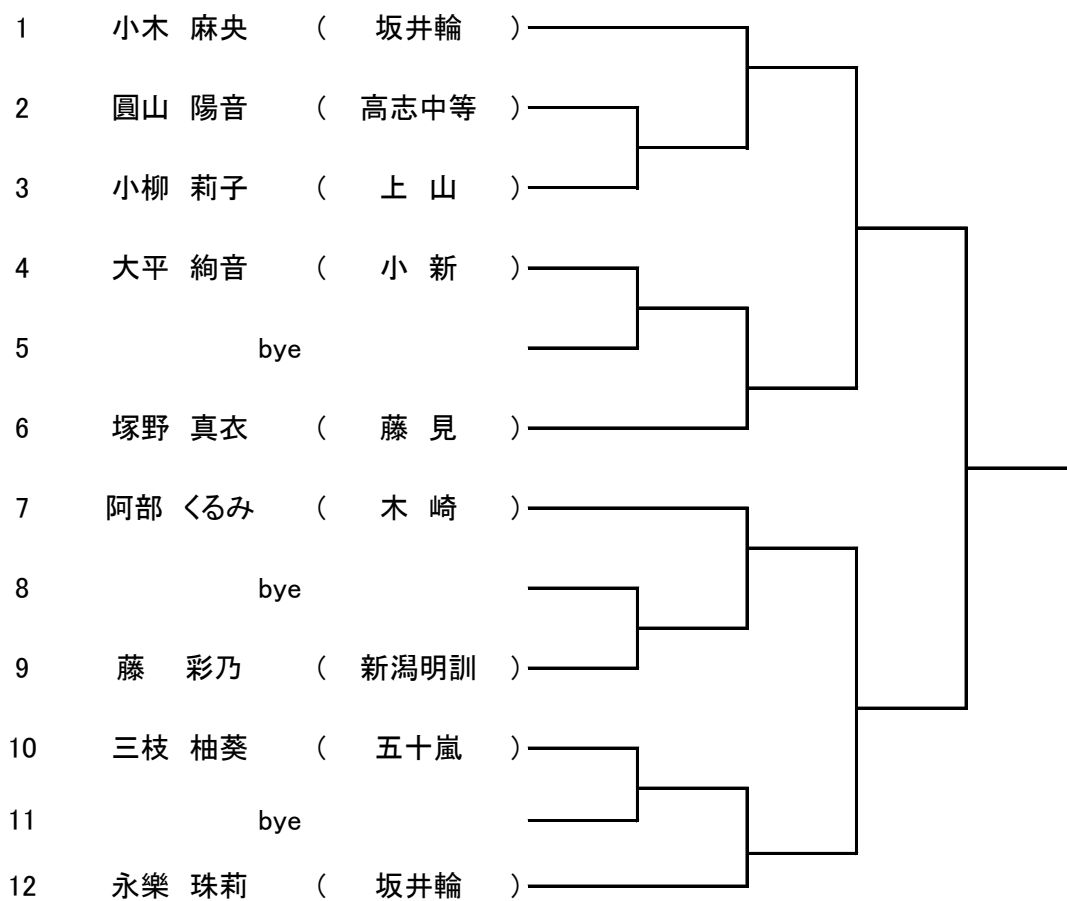 1 小木 麻央 ( 坂井輪 )
2 圓山 陽音 ( 高志中等 )
3 小柳 莉子 ( 上 山 )
4 大平 絢音 ( 小 新 )
5 bye
6 塚野 真衣 ( 藤 見 )
7 阿部 くるみ ( 木 崎 )
8 bye
9 藤 彩乃 ( 新潟明訓 )
10 三枝 柚葵 ( 五十嵐 )
11 bye
12 永樂 珠莉 ( 坂井輪 )